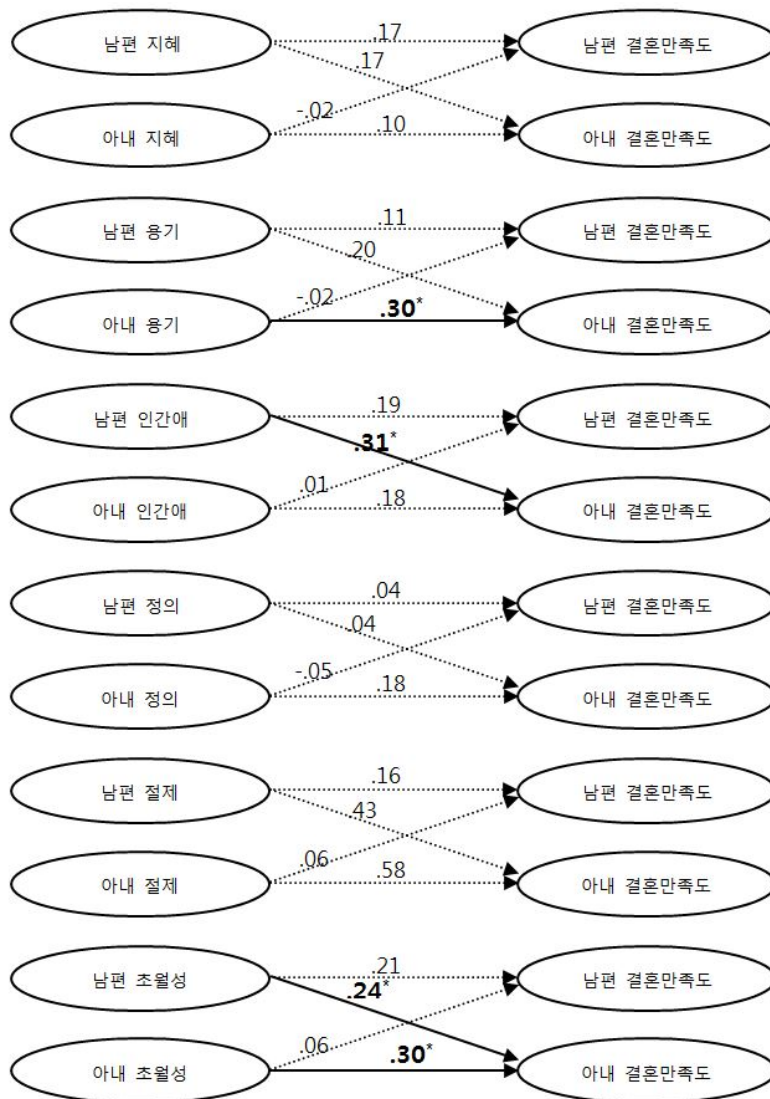 남편 지혜
.17
남편 결혼만족도
.17
-.02
아내 지혜
.10
아내 결혼만족도
남편 용기
.11
남편 결혼만족도
.20
-.02
아내 용기
.30*
아내 결혼만족도
남편 인간애
.19
남편 결혼만족도
.31*
.01
아내 인간애
.18
아내 결혼만족도
남편 정의
.04
남편 결혼만족도
.04
-.05
아내 정의
.18
아내 결혼만족도
남편 절제
.16
남편 결혼만족도
.43
.06
아내 절제
.58
아내 결혼만족도
남편 초월성
.21
남편 결혼만족도
.24*
.06
아내 초월성
.30*
아내 결혼만족도